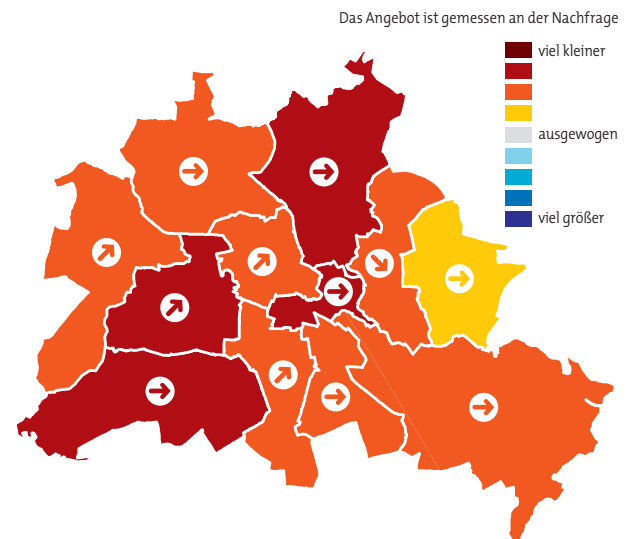 Das Angebot ist gemessen an der Nachfrage
viel kleiner
ausgewogen
viel größer